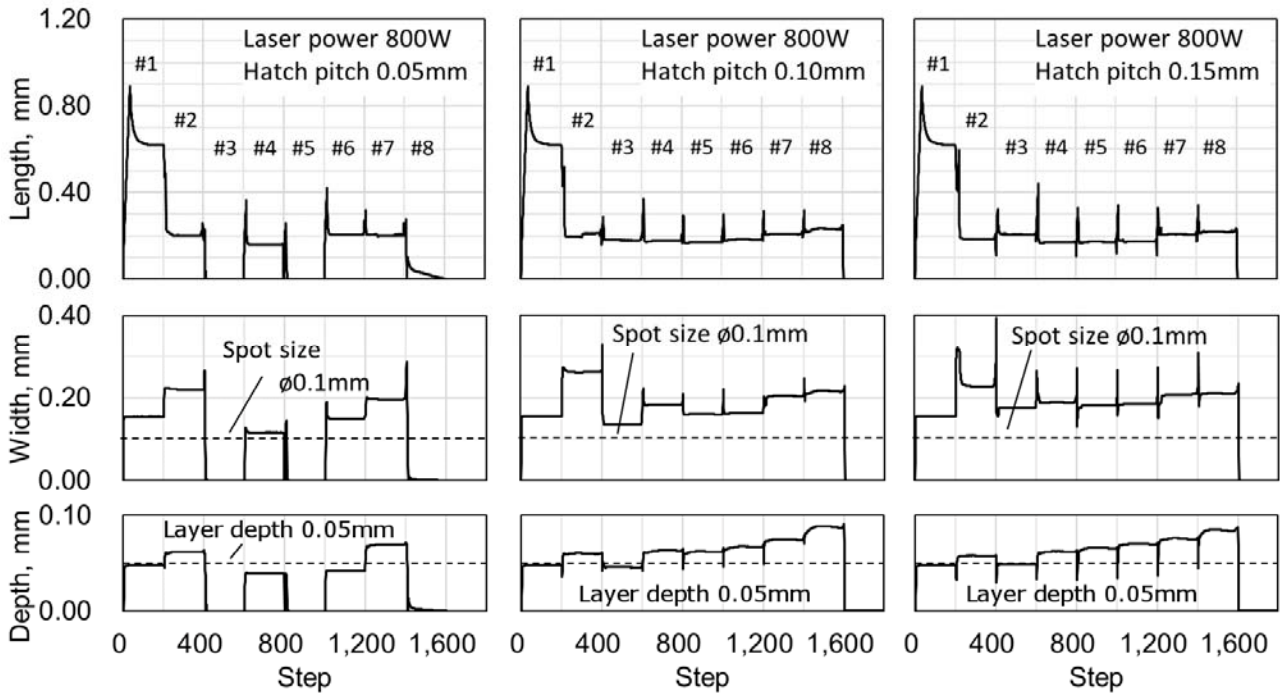 1.20
0.80
0.40
0.00
Length, mm
Laser power 800W
Hatch pitch 0.05mm
#1
#2
#3 #4 #5 #6 #7 #8
Laser power 800W
Hatch pitch 0.10mm
#1
#2
#3 #4 #5 #6 #7 #8
Laser power 800W
Hatch pitch 0.15mm
#1
#2
#3 #4 #5 #6 #7 #8
0.40
0.20
0.00
Width, mm
Spot size
ø0.1mm
Spot size ø0.1mm
Spot size ø0.1mm
0.10
0.05
0.00
Depth, mm
Layer depth 0.05mm
Layer depth 0.05mm
Layer depth 0.05mm
0 400 800 1,200 1,600
Step
0 400 800 1,200 1,600
Step
0 400 800 1,200 1,600
Step